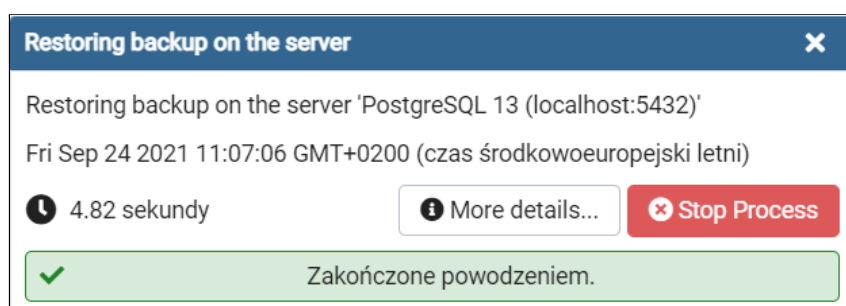 Restoring backup on the server
Restoring backup on the server 'PostgreSQL 13 (localhost:5432)'
Fri Sep 24 2021 11:07:06 GMT+0200 (czas środkowoeuropejski letni)
4.82 sekundy More details... Stop Process
Zakończone powodzeniem.